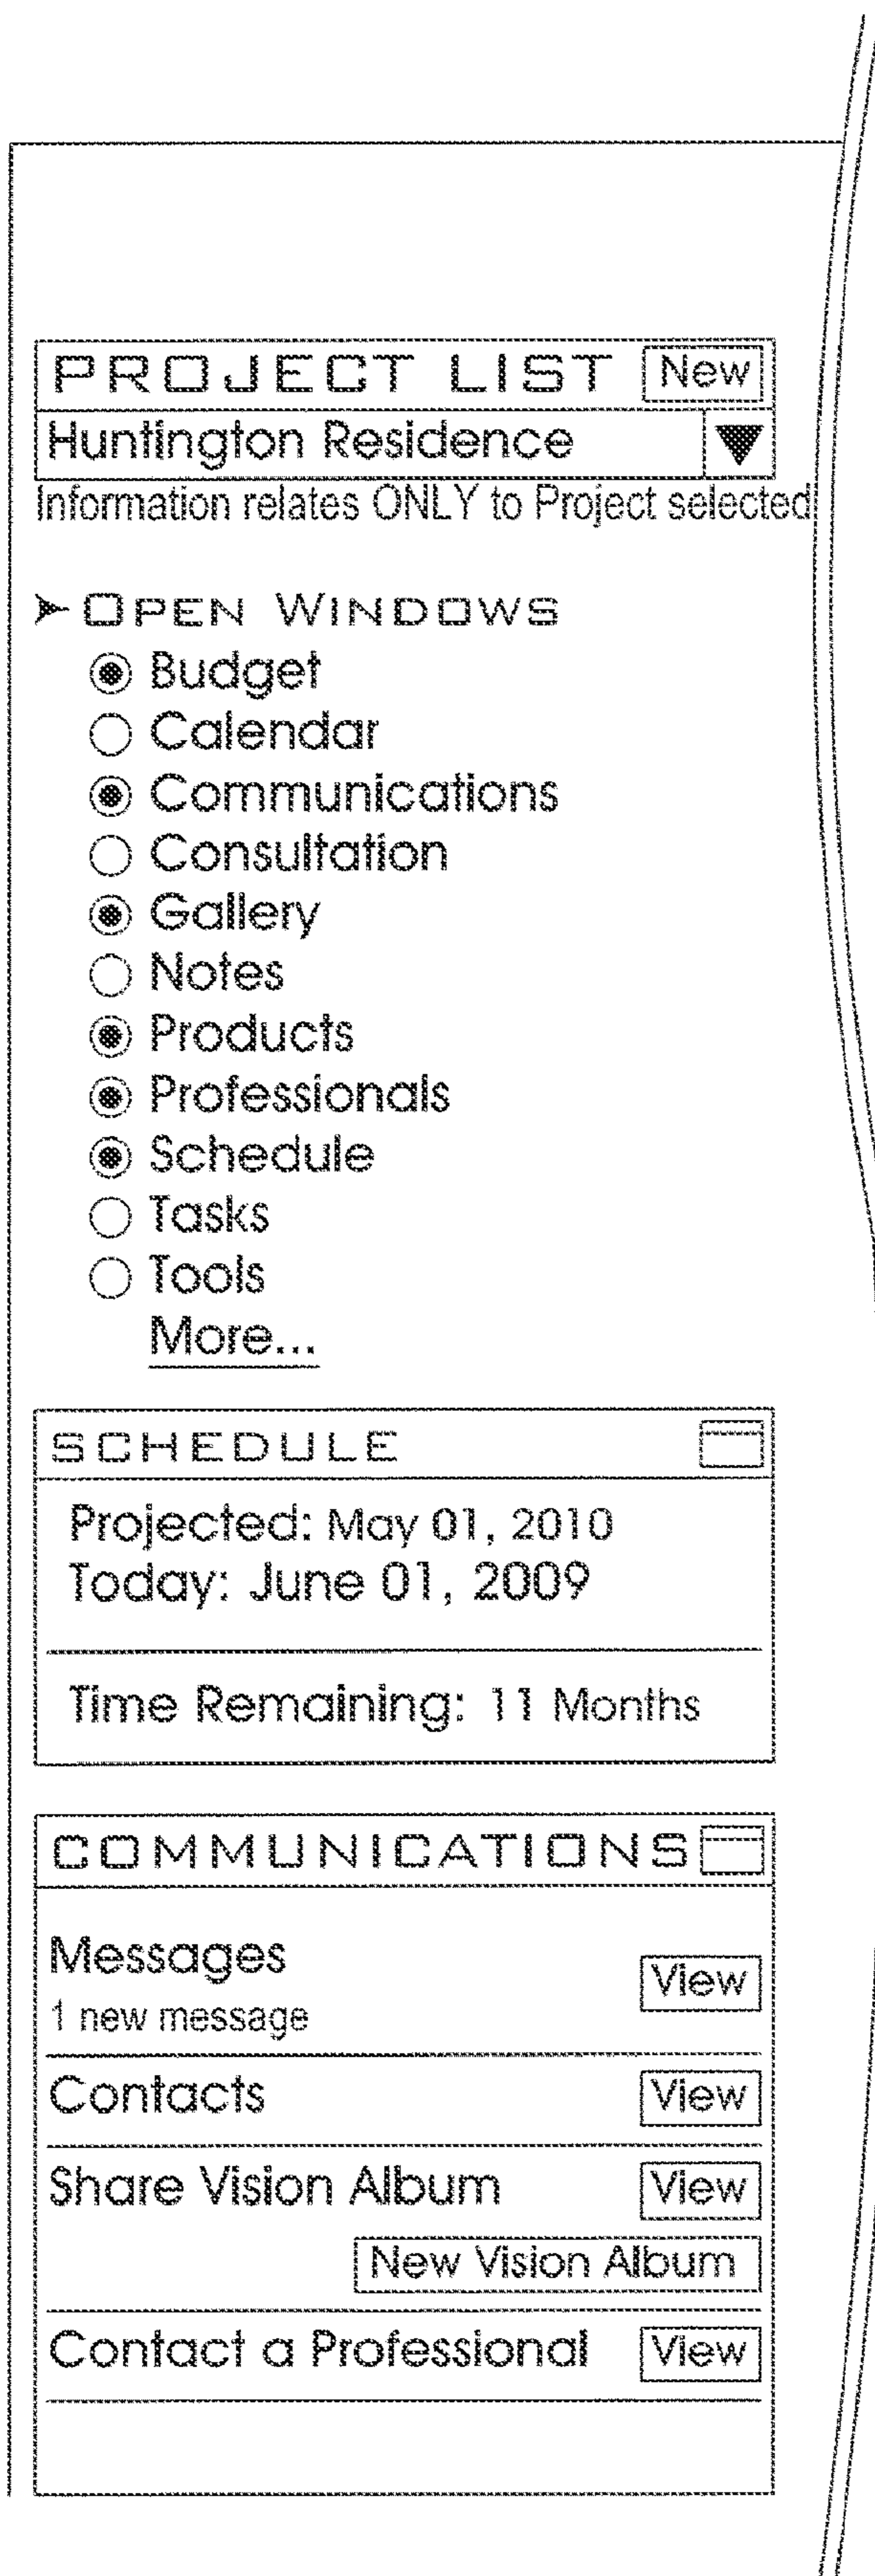 PROJECT LIST New
Huntington Residence
Information relates ONLY to Project selected
OPEN WINDOWS
Budget
Calendar
Communications
Consultation
Gallery
Notes
Products
Professionals
Schedule
Tasks
Tools
More...
SCHEDULE
Projected: May 01, 2010
Today: June 01, 2009
Time Remaining: 11 Months
COMMUNICATIONS
Messages View
1 new message
Contacts View
Share Vision Album View
New Vision Album
Contact a Professional View